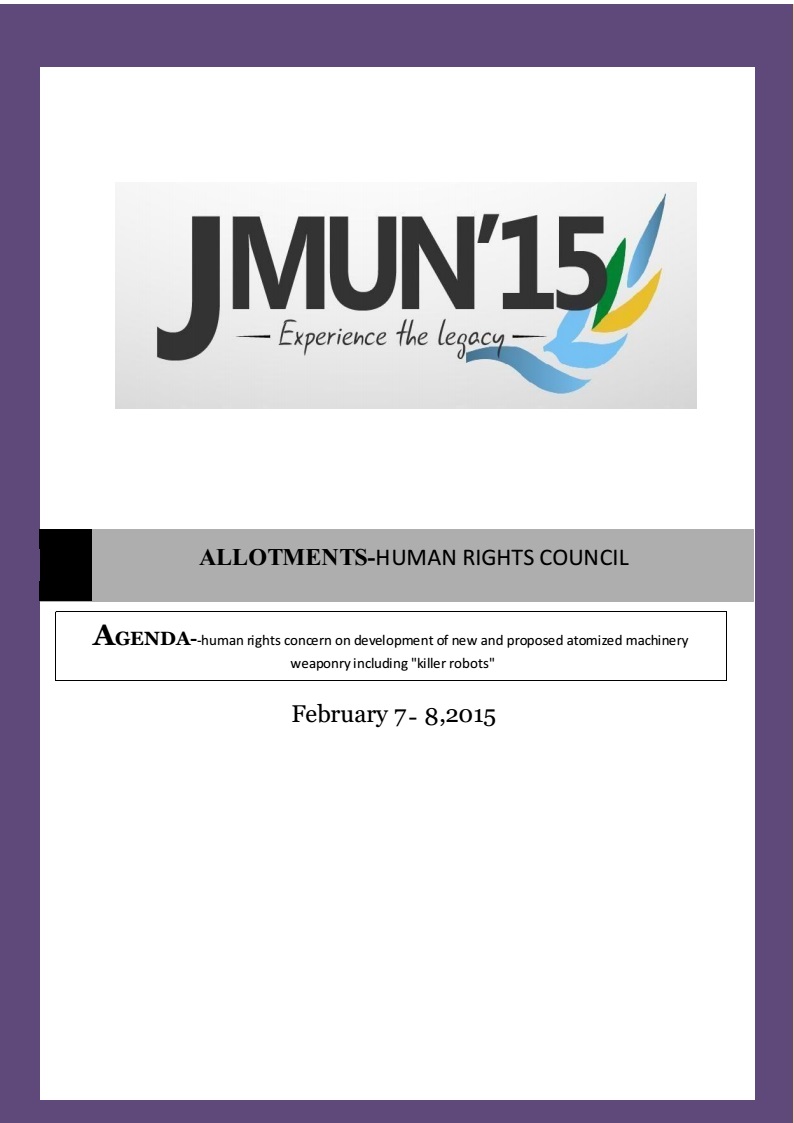 JMUN'15
Experience the legacy
ALLOTMENTS-HUMAN RIGHTS COUNCIL
AGENDA--human rights concern on development of new and proposed atomized machinery
weaponry including "killer robots"
February 7- 8,2015